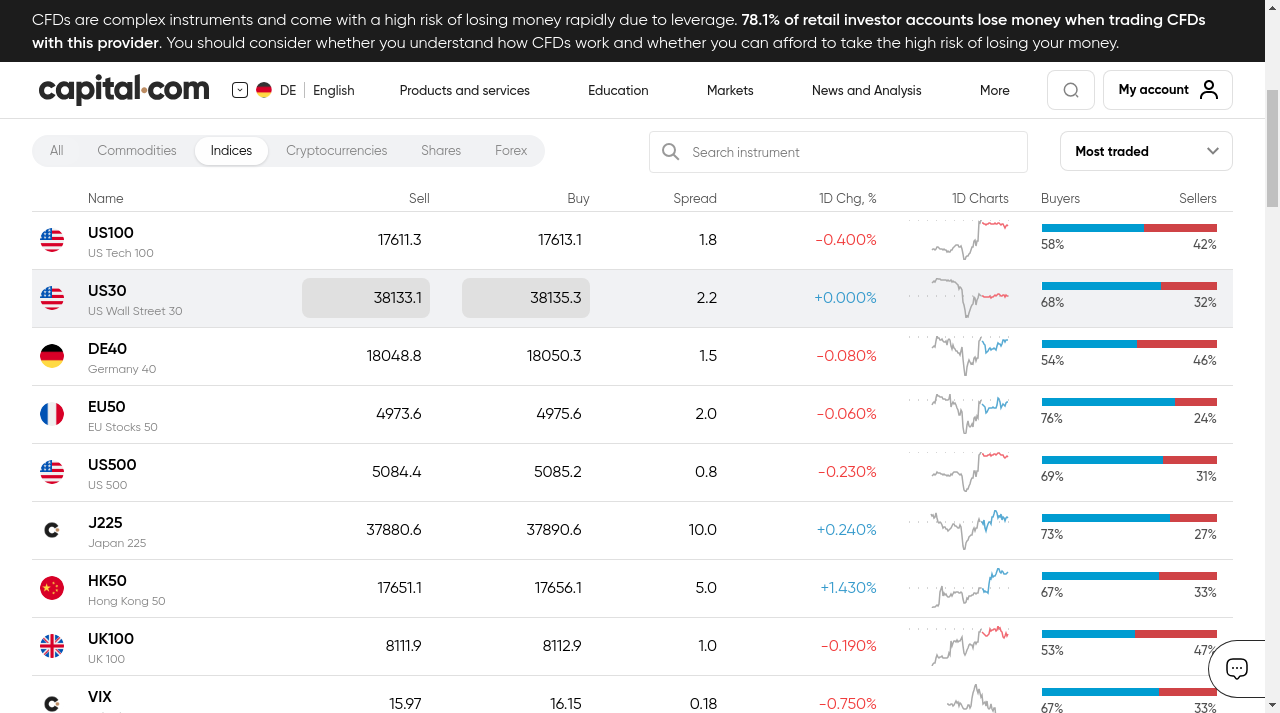 CFDs are complex instruments and come with a high risk of losing money rapidly due to leverage. 78.1% of retail investor accounts lose money when trading CFDs
with this provider. You should consider whether you understand how CFDs work and whether you can afford to take the high risk of losing your money.
capital.com DE English Products and services Education Markets News and Analysis More My account
All Commodities Indices Cryptocurrencies Shares Forex Search instrument Most traded
Name Sell Buy Spread 1D Chg, % 1D Charts Buyers Sellers
US100 17611.3 17613.1 1.8 -0.400% 58% 42%
US Tech 100
US30 38133.1 38135.3 2.2 +0.000% 68% 32%
US Wall Street 30
DE40 18048.8 18050.3 1.5 -0.080% 54% 46%
Germany 40
EU50 4973.6 4975.6 2.0 -0.060% 76% 24%
EU Stocks 50
US500 5084.4 5085.2 0.8 -0.230% 69% 31%
US 500
J225 37880.6 37890.6 10.0 +0.240% 73% 27%
Japan 225
HK50 17651.1 17656.1 5.0 +1.430% 67% 33%
Hong Kong 50
UK100 8111.9 8112.9 1.0 -0.190% 53% 47%
UK 100
VIX 15.97 16.15 0.18 -0.750% 67% 33%